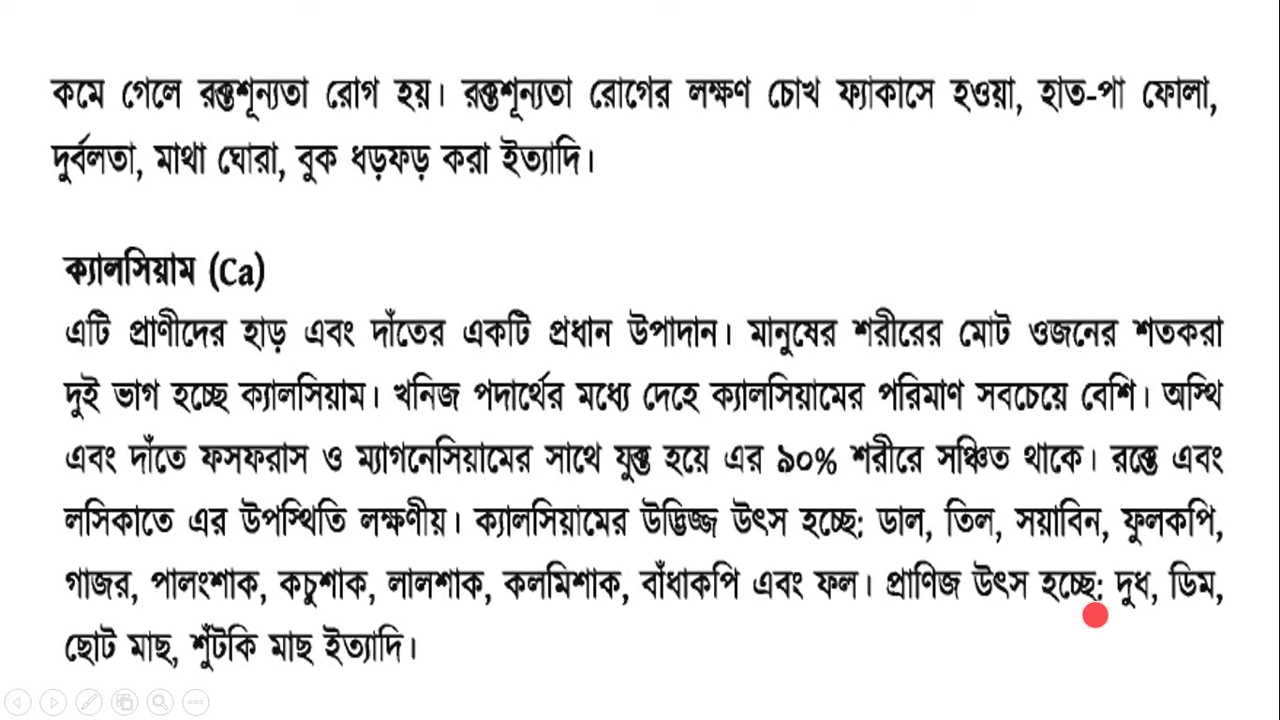 কমে গেলে রক্তশূন্যতা রোগ হয়। রক্তশূন্যতা রোগের লক্ষণ চোখ ফ্যাকাসে হওয়া, হাত-পা ফোলা,
দুর্বলতা, মাথা ঘোরা, বুক ধড়ফড় করা ইত্যাদি।
ক্যালসিয়াম (Ca)
এটি প্রাণীদের হাড় এবং দাঁতের একটি প্রধান উপাদান। মানুষের শরীরের মোট ওজনের শতকরা
দুই ভাগ হচ্ছে ক্যালসিয়াম। খনিজ পদার্থের মধ্যে দেহে ক্যালসিয়ামের পরিমাণ সবচেয়ে বেশি। অস্থি
এবং দাঁতে ফসফরাস ও ম্যাগনেসিয়ামের সাথে যুক্ত হয়ে এর ৯০% শরীরে সঞ্চিত থাকে। রক্তে এবং
লসিকাতে এর উপস্থিতি লক্ষণীয়। ক্যালসিয়ামের উদ্ভিজ্জ উৎস হচ্ছে: ডাল, তিল, সয়াবিন, ফুলকপি,
গাজর, পালংশাক, কচুশাক, লালশাক, কলমিশাক, বাঁধাকপি এবং ফল। প্রাণিজ উৎস হচ্ছে: দুধ, ডিম,
ছোট মাছ, শুঁটকি মাছ ইত্যাদি।